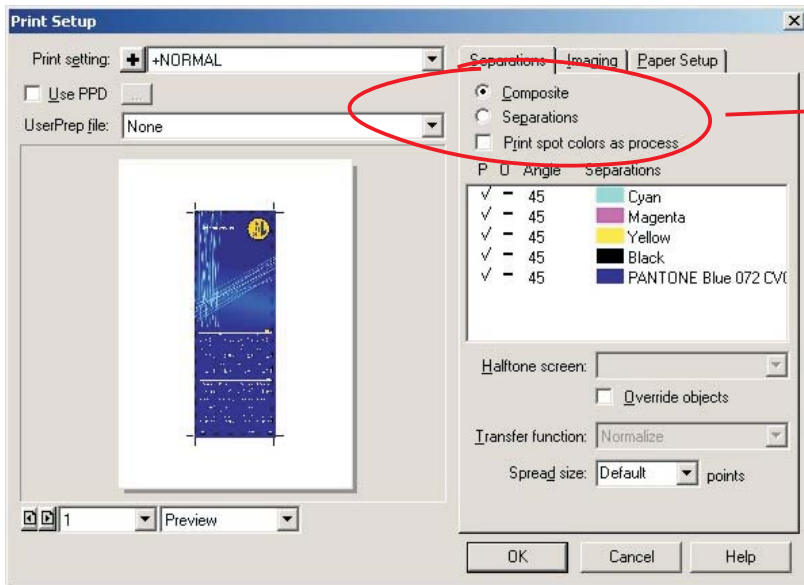 Print Setup
Print setting: +NORMAL
Use PPD ...
UserPrep file: None
1 Preview
Separations Imaging Paper Setup
Composite
Separations
Print spot colors as process
P O Angle Separations
45 Cyan
45 Magenta
45 Yellow
45 Black
45 PANTONE Blue 072 CV
Halftone screen:
Override objects
Transfer function: Normalize
Spread size: Default points
OK Cancel Help